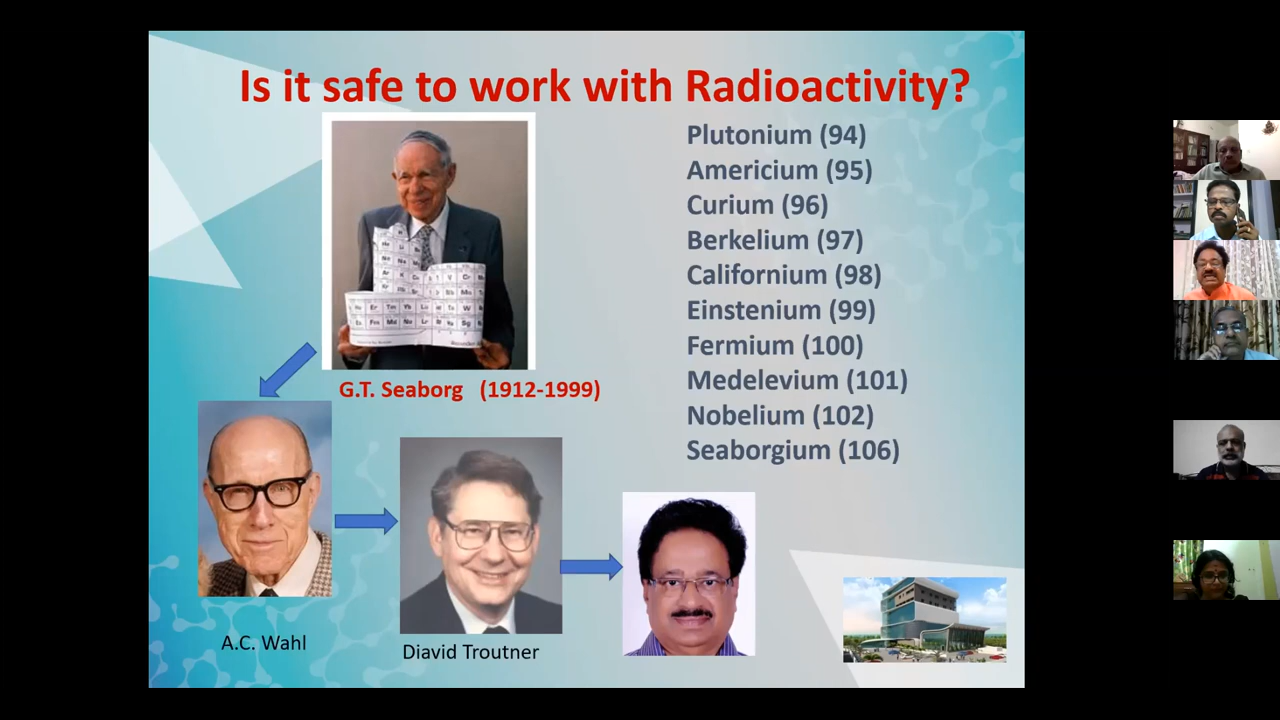 Is it safe to work with Radioactivity?
Plutonium (94)
Americium (95)
Curium (96)
Berkelium (97)
Californium (98)
Einstenium (99)
Fermium (100)
Medelevium (101)
Nobelium (102)
Seaborgium (106)
G.T. Seaborg (1912-1999)
A.C. Wahl
Diavid Troutner